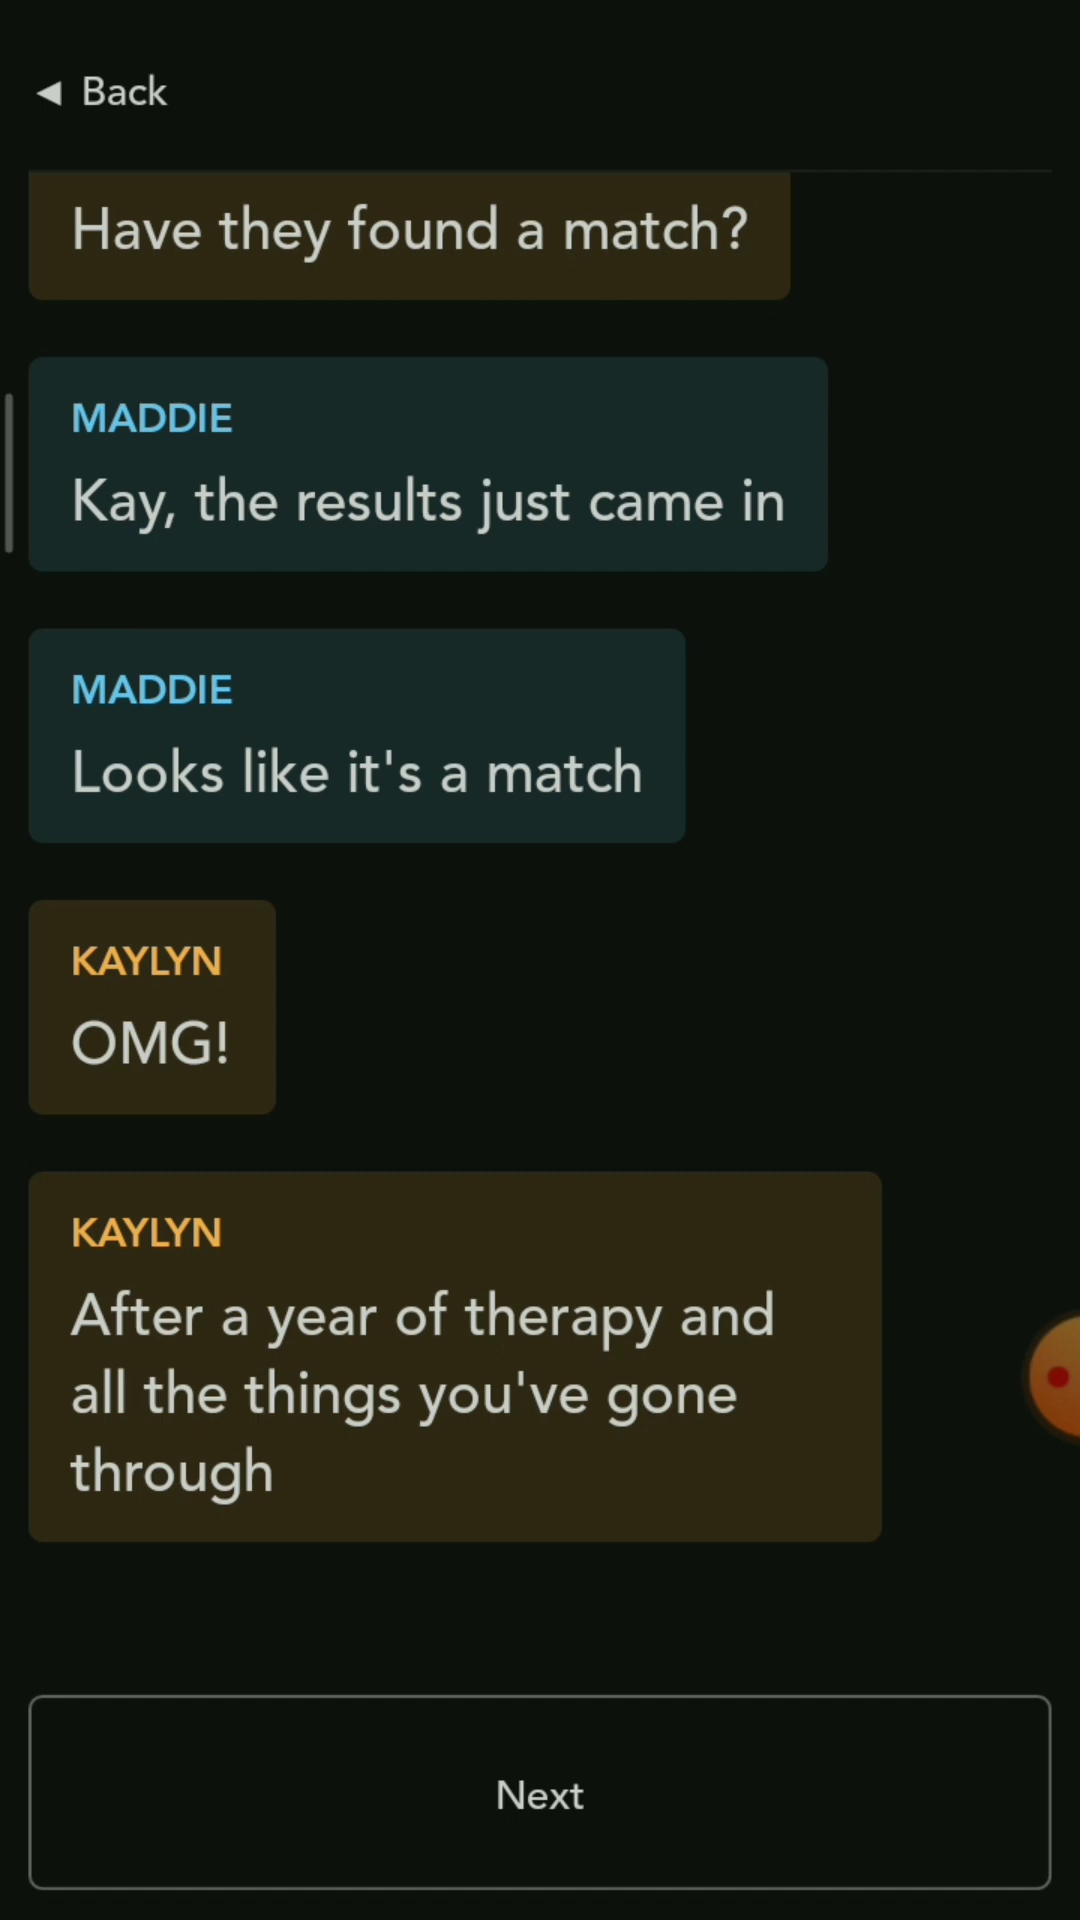 ◀ Back
Have they found a match?
MADDIE
Kay, the results just came in
MADDIE
Looks like it's a match
KAYLYN
OMG!
KAYLYN
After a year of therapy and
all the things you've gone
through
Next